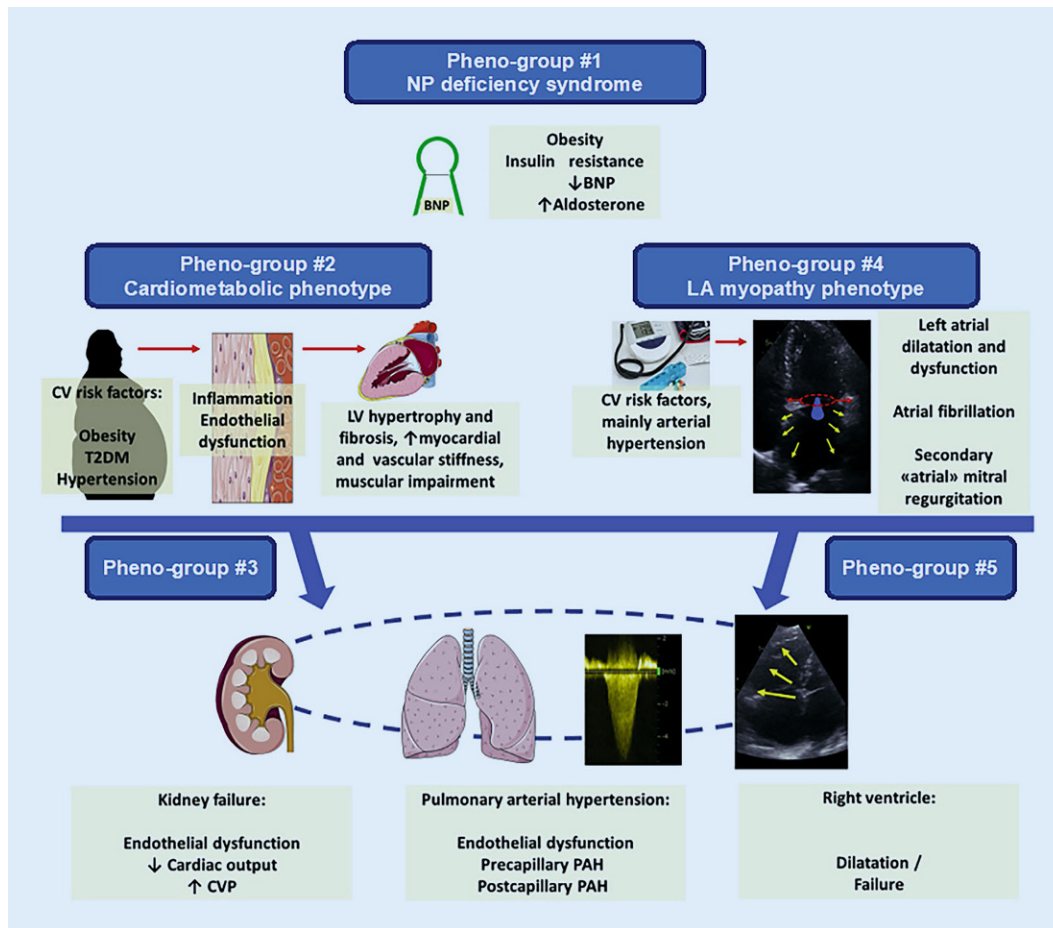 Pheno-group #1
NP deficiency syndrome
BNP
Obesity
Insulin resistance
↓BNP
↑Aldosterone
Pheno-group #2
Cardiometabolic phenotype
CV risk factors:
Obesity
T2DM
Hypertension
Inflammation
Endothelial
dysfunction
LV hypertrophy and
fibrosis, ↑myocardial
and vascular stiffness,
muscular impairment
Pheno-group #4
LA myopathy phenotype
CV risk factors,
mainly arterial
hypertension
Left atrial
dilatation and
dysfunction
Atrial fibrillation
Secondary
«atrial» mitral
regurgitation
Pheno-group #3
Pheno-group #5
Kidney failure:
Endothelial dysfunction
↓ Cardiac output
↑ CVP
Pulmonary arterial hypertension:
Endothelial dysfunction
Precapillary PAH
Postcapillary PAH
Right ventricle:
Dilatation /
Failure